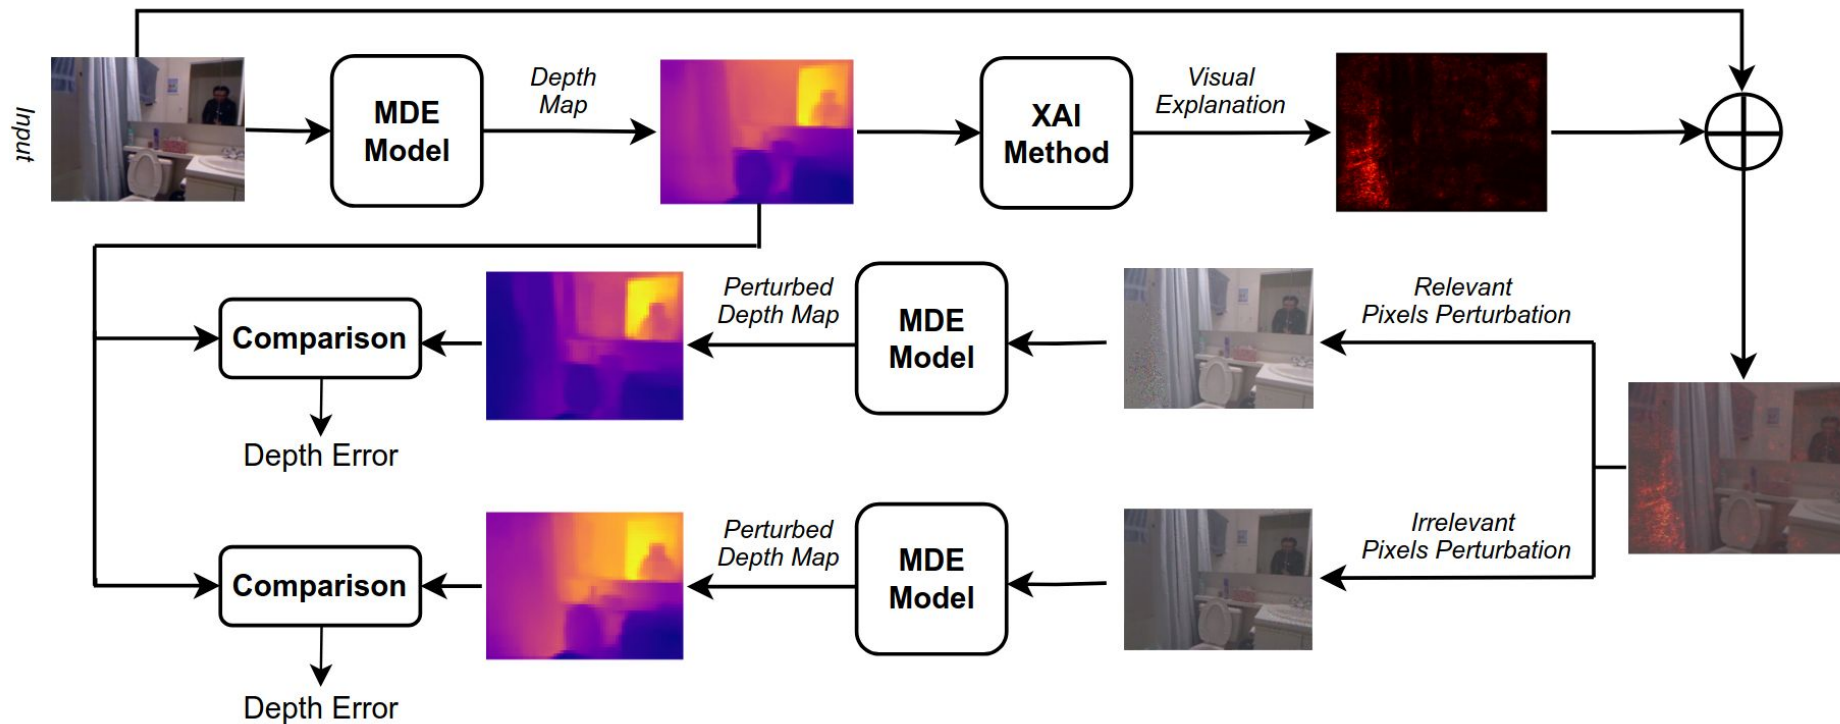 Input
MDE
Model
Depth
Map
XAI
Method
Visual
Explanation
Comparison
Depth Error
Perturbed
Depth Map
MDE
Model
Relevant
Pixels Perturbation
Comparison
Depth Error
Perturbed
Depth Map
MDE
Model
Irrelevant
Pixels Perturbation